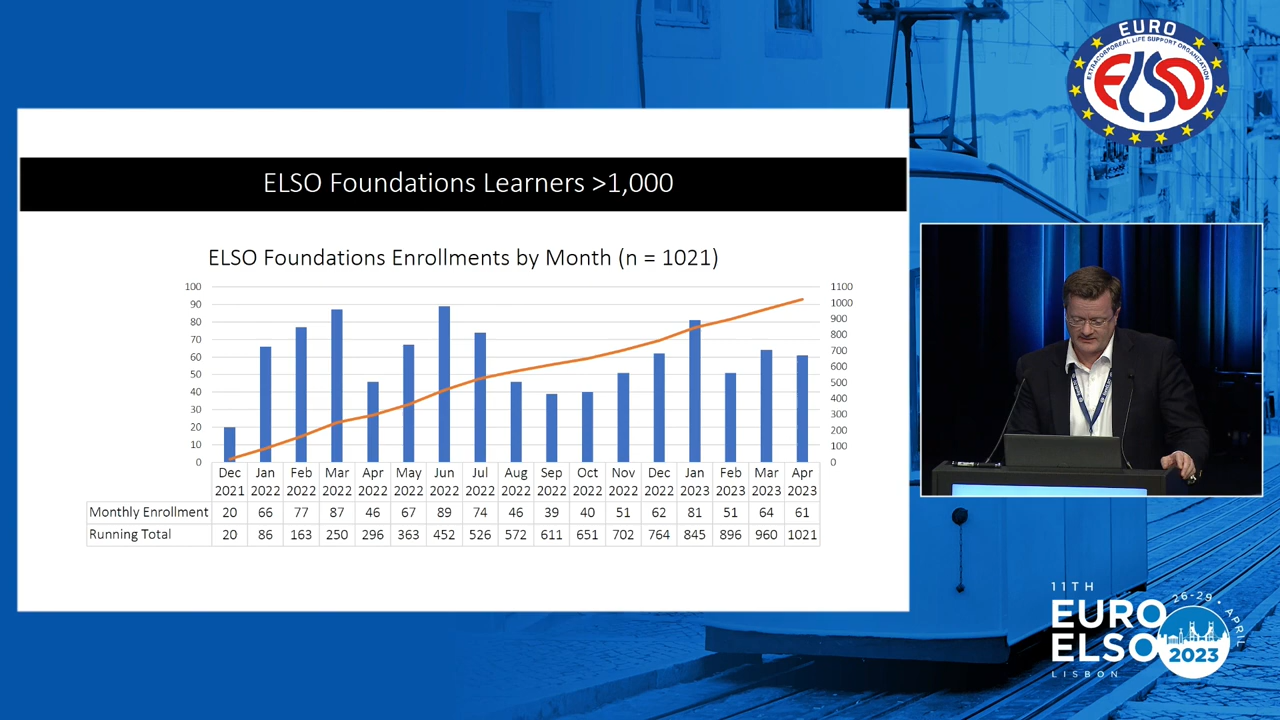 ELSO Foundations Learners >1,000
ELSO Foundations Enrollments by Month (n = 1021)
100
90
80
70
60
50
40
30
20
10
0
1100
1000
900
800
700
600
500
400
300
200
100
0
Dec 2021 Jan 2022 Feb 2022 Mar 2022 Apr 2022 May 2022 Jun 2022 Jul 2022 Aug 2022 Sep 2022 Oct 2022 Nov 2022 Dec 2022 Jan 2023 Feb 2023 Mar 2023 Apr 2023
Monthly Enrollment 20 66 77 87 46 67 89 74 46 39 40 51 62 81 51 64 61
Running Total 20 86 163 250 296 363 452 526 572 611 651 702 764 845 896 960 1021
EURO
EXTRACORPOREAL LIFE SUPPORT ORGANIZATION
ELSO
11TH
EURO
ELSO
LISBON
26-29 • APRIL
2023